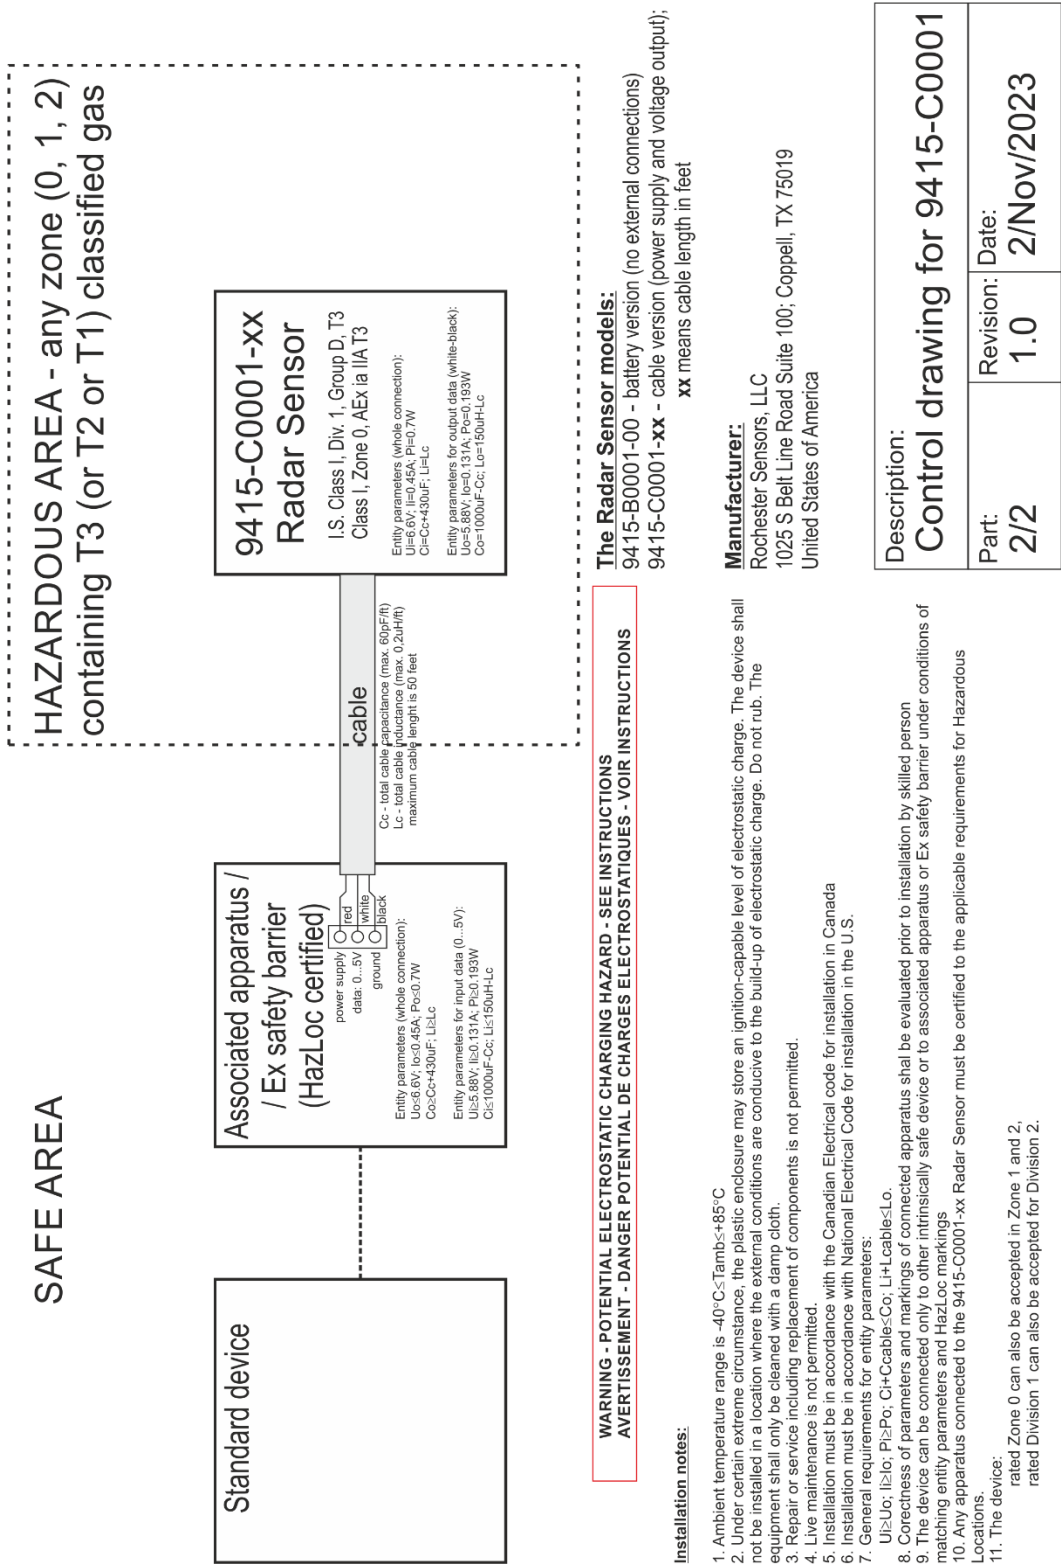 SAFE AREA
HAZARDOUS AREA - any zone (0, 1, 2)
containing T3 (or T2 or T1) classified gas
Standard device
Associated apparatus /
/ Ex safety barrier
(HazLoc certified)
power supply
data: 0...5V
ground
red
white
black
Entity parameters (whole connection):
Uo≤6.6V; Io≤0.45A; Po≤0.7W
Co≥Cc+430uF; Li≥Lc
Entity parameters for input data (0...5V):
Ui≥5.88V; Ii≥0.131A; Pi≥0.193W
Ci≤1000uF-Cc; Li≤150uH-Lc
cable
Cc - total cable capacitance (max. 60pF/ft)
Lc - total cable inductance (max. 0,2uH/ft)
maximum cable lenght is 50 feet
9415-C0001-xx
Radar Sensor
I.S. Class I, Div. 1, Group D, T3
Class I, Zone 0, AEx ia IIA T3
Entity parameters (whole connection):
Ui=6.6V; Ii=0.45A; Pi=0.7W
Ci=Cc+430uF; Li=Lc
Entity parameters for output data (white-black):
Uo=5.88V; Io=0.131A; Po=0.193W
Co=1000uF-Cc; Lo=150uH-Lc
WARNING - POTENTIAL ELECTROSTATIC CHARGING HAZARD - SEE INSTRUCTIONS
AVERTISSEMENT - DANGER POTENTIAL DE CHARGES ELECTROSTATIQUES - VOIR INSTRUCTIONS
Installation notes:
1. Ambient temperature range is -40°C≤Tamb≤+85°C
2. Under certain extreme circumstance, the plastic enclosure may store an ignition-capable level of electrostatic charge. The device shall
not be installed in a location where the external conditions are conducive to the build-up of electrostatic charge. Do not rub. The
equipment shall only be cleaned with a damp cloth.
3. Repair or service including replacement of components is not permitted.
4. Live maintenance is not permitted.
5. Installation must be in accordance with the Canadian Electrical code for installation in Canada
6. Installation must be in accordance with National Electrical Code for installation in the U.S.
7. General requirements for entity parameters:
Ui≥Uo; Ii≥Io; Pi≥Po; Ci+Ccable≤Co; Li+Lcable≤Lo.
8. Corectness of parameters and markings of connected apparatus shal be evaluated prior to installation by skilled person
9. The device can be connected only to other intrinsically safe device or to associated apparatus or Ex safety barrier under conditions of
matching entity parameters and HazLoc markings
10. Any apparatus connected to the 9415-C0001-xx Radar Sensor must be certified to the applicable requirements for Hazardous
Locations.
11. The device:
rated Zone 0 can also be accepted in Zone 1 and 2,
rated Division 1 can also be accepted for Division 2.
The Radar Sensor models:
9415-B0001-00 - battery version (no external connections)
9415-C0001-xx - cable version (power supply and voltage output);
xx means cable length in feet
Manufacturer:
Rochester Sensors, LLC
1025 S Belt Line Road Suite 100; Coppell, TX 75019
United States of America
Description:
Control drawing for 9415-C0001
Part:
2/2
Revision:
1.0
Date:
2/Nov/2023